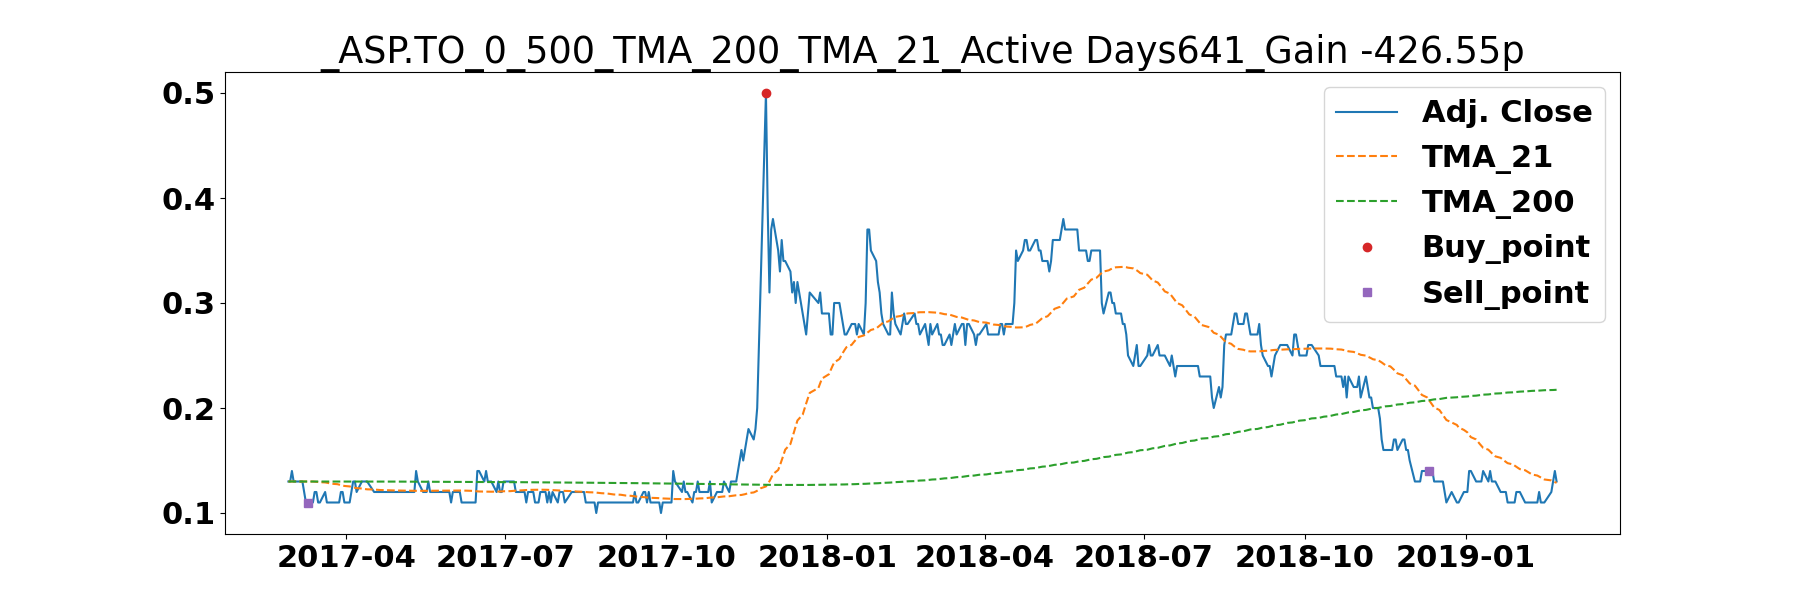 _ASP.TO_0_500_TMA_200_TMA_21_Active Days641_Gain -426.55p
0.5
0.4
0.3
0.2
0.1
Adj. Close
TMA_21
TMA_200
Buy_point
Sell_point
2017-04 2017-07 2017-10 2018-01 2018-04 2018-07 2018-10 2019-01